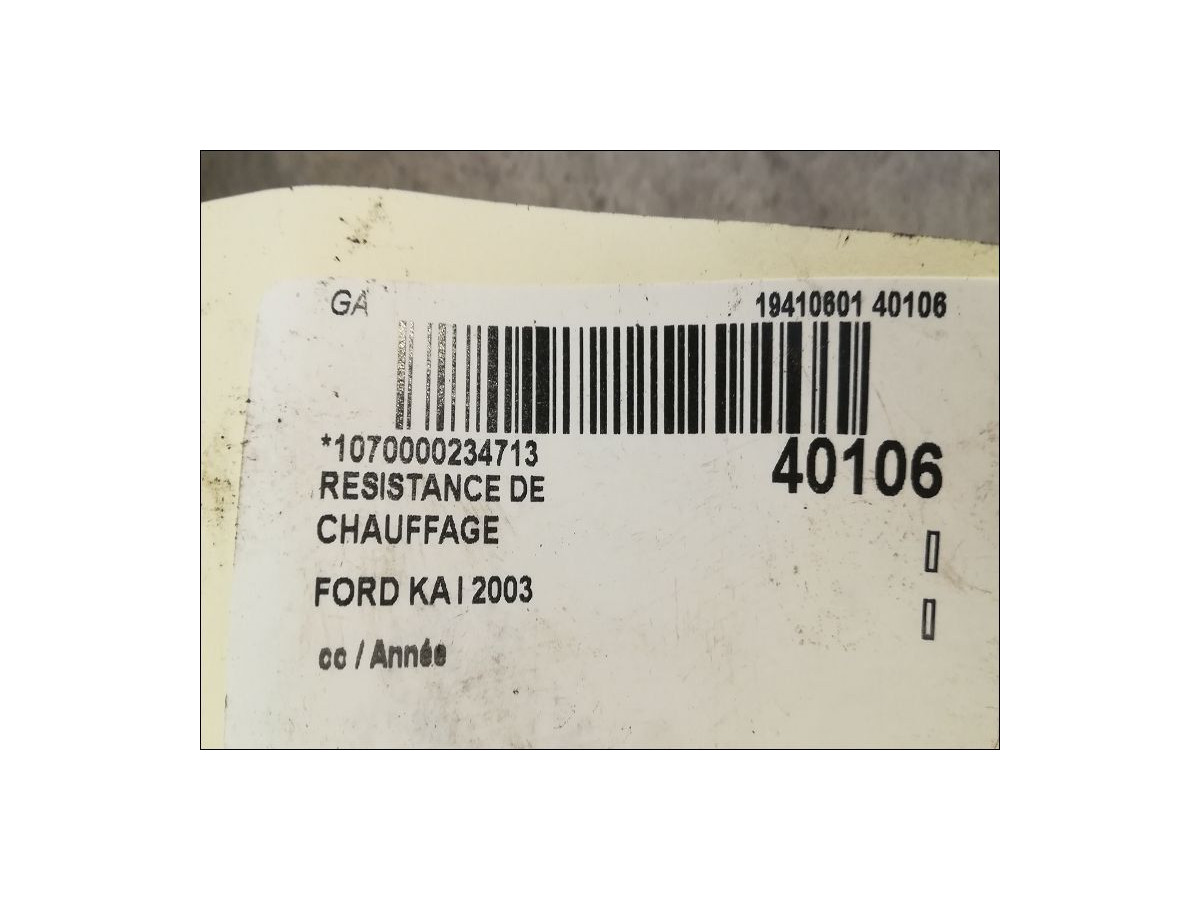 GA
19410601 40106
*1070000234713
40106
RESISTANCE DE
CHAUFFAGE
FORD KA I 2003
cc / Année